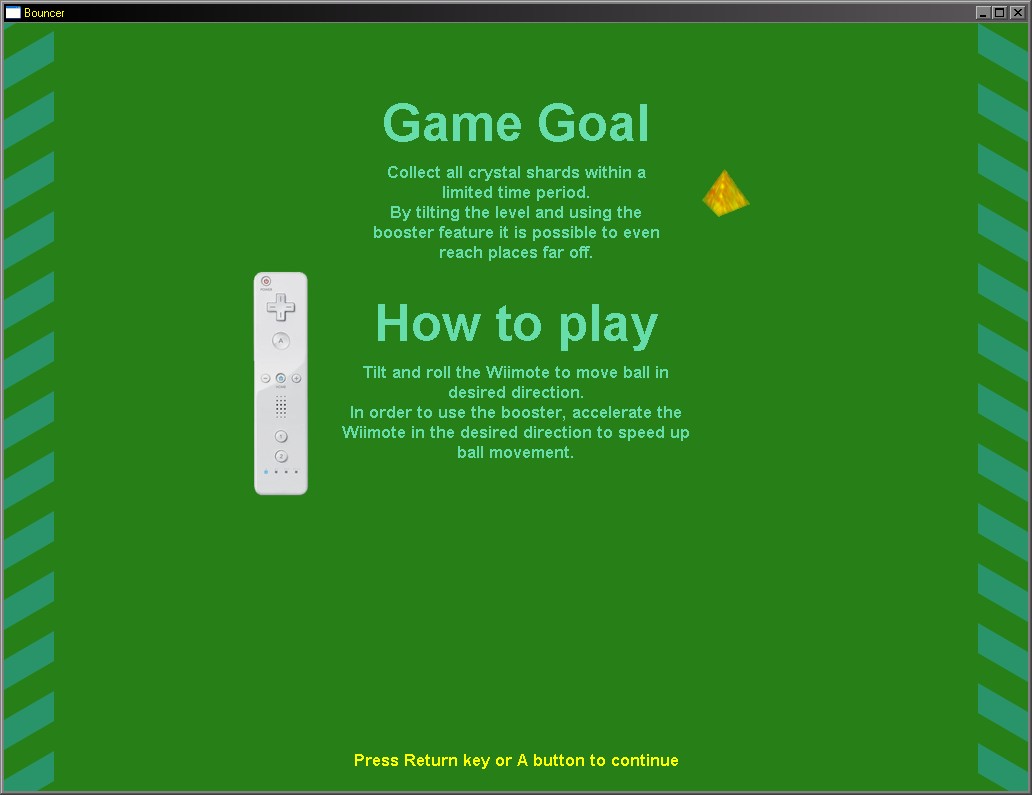 Bouncer
Game Goal
Collect all crystal shards within a
limited time period.
By tilting the level and using the
booster feature it is possible to even
reach places far off.
How to play
Tilt and roll the Wiimote to move ball in
desired direction.
In order to use the booster, accelerate the
Wiimote in the desired direction to speed up
ball movement.
A
1
2
Press Return key or A button to continue